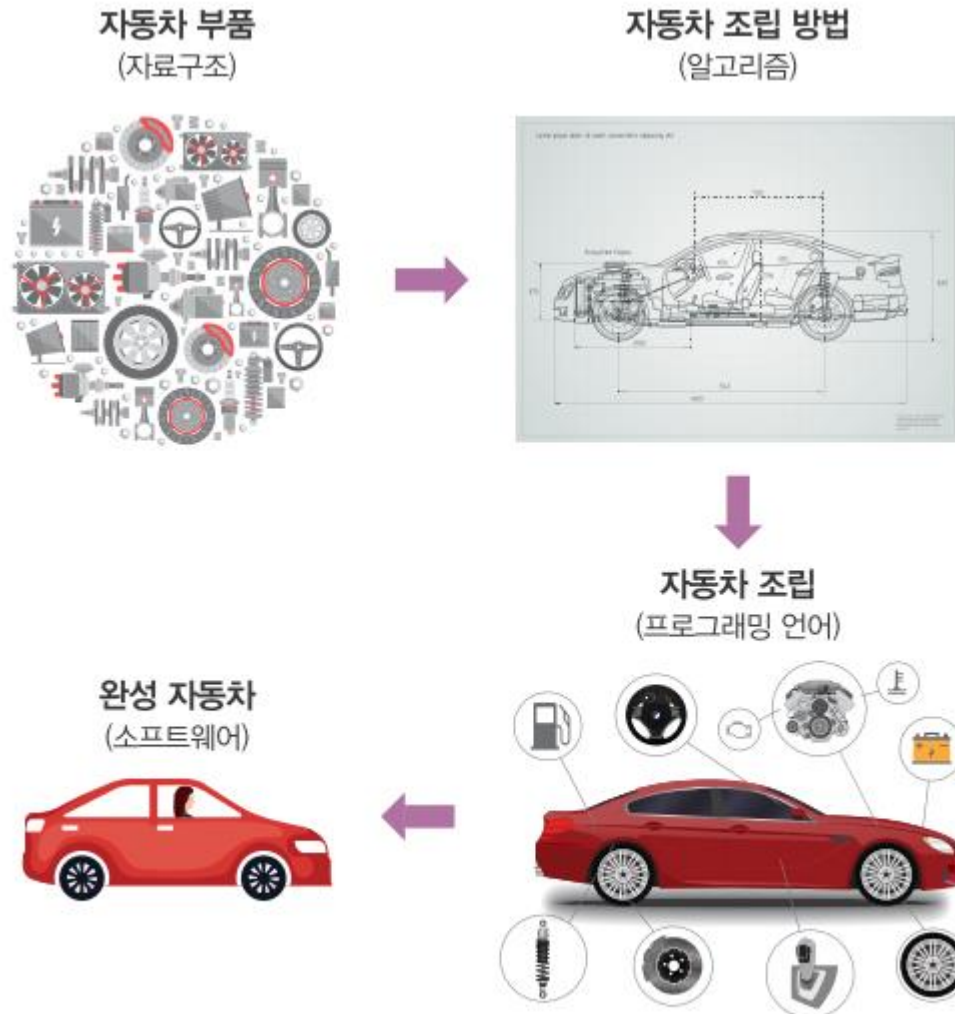 자동차 부품
(자료구조)
자동차 조립 방법
(알고리즘)
자동차 조립
(프로그래밍 언어)
완성 자동차
(소프트웨어)